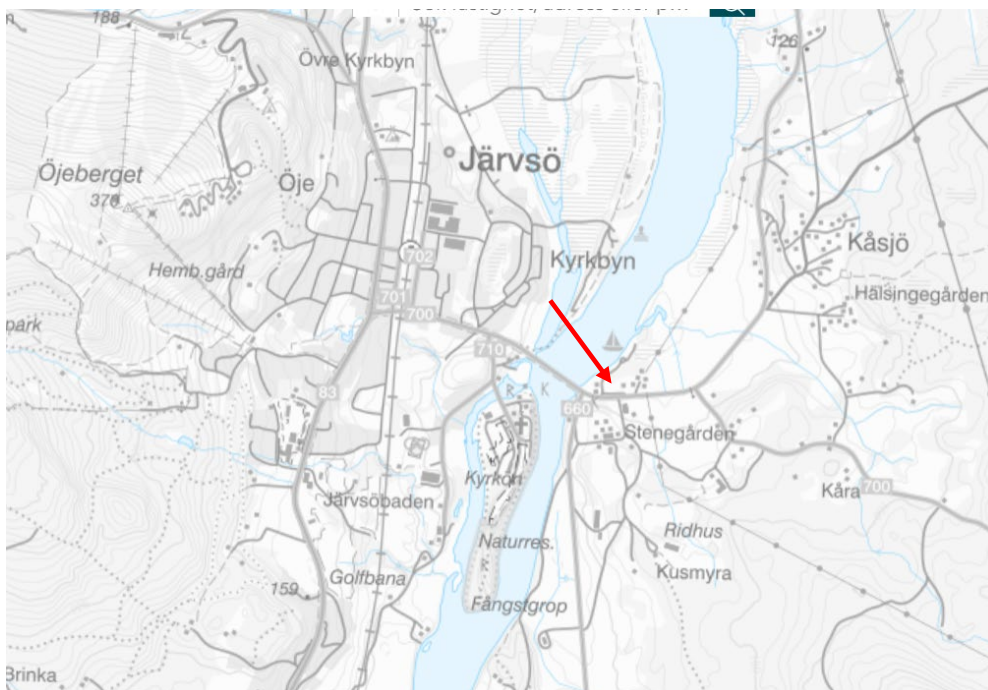 188
126
Övre Kyrkbyn
Järvsö
Öjeberget
370
Öje
702
Kyrkbyn
Kåsjö
Hemb.gård
701
700
Hälsingegården
park
710
83
R K
660
Stenegården
Kyrkön
Kåra
700
Järvsöbaden
Ridhus
Naturres.
Kusmyra
Golfbana
159
Fångstgrop
Brinka